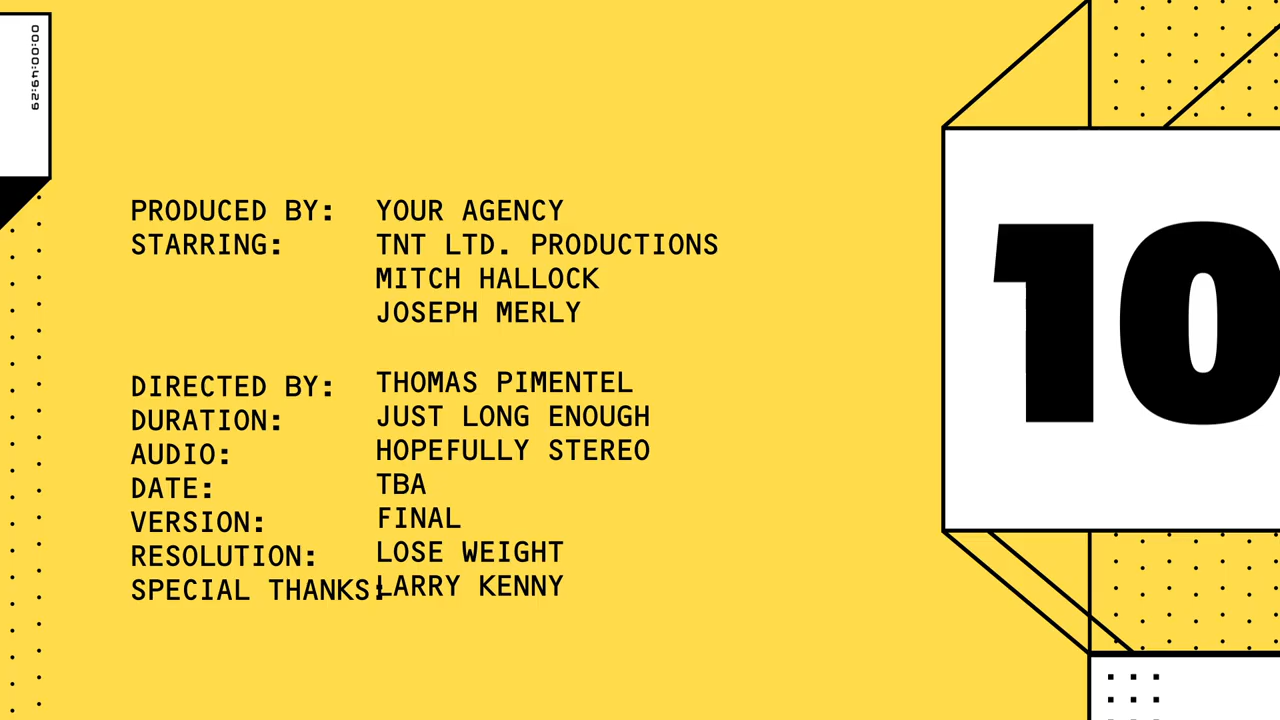 00:00:49:29
PRODUCED BY: YOUR AGENCY
STARRING: TNT LTD. PRODUCTIONS
MITCH HALLOCK
JOSEPH MERLY
DIRECTED BY: THOMAS PIMENTEL
DURATION: JUST LONG ENOUGH
AUDIO: HOPEFULLY STEREO
DATE: TBA
VERSION: FINAL
RESOLUTION: LOSE WEIGHT
SPECIAL THANKS: LARRY KENNY
10